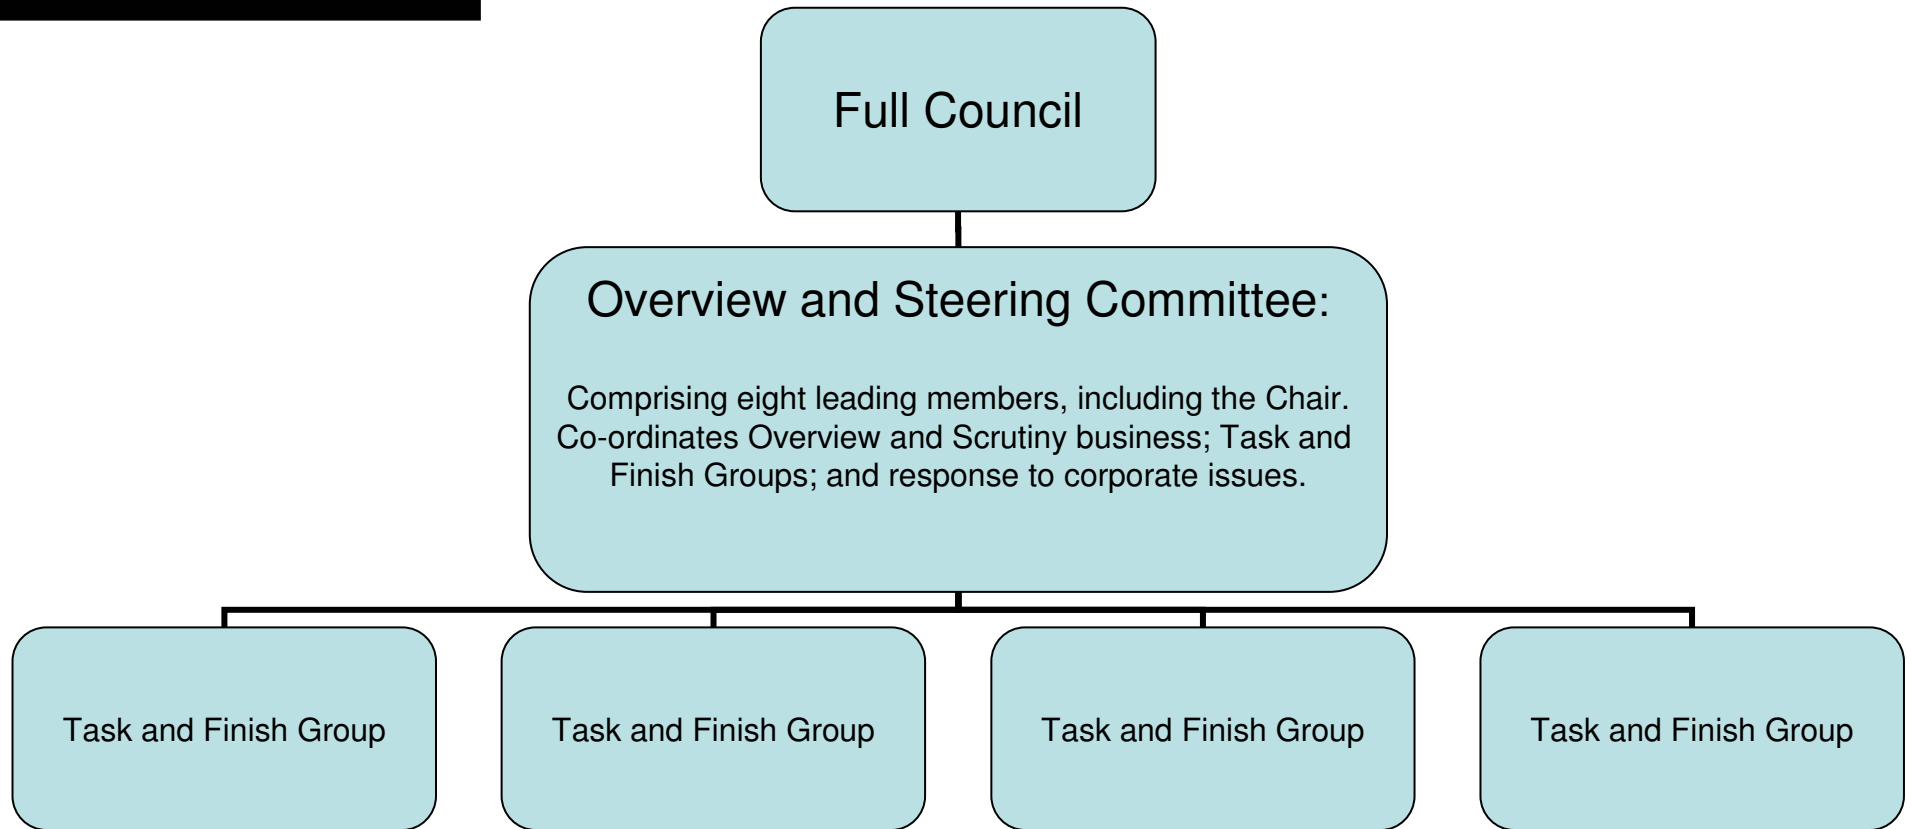 Full Council
Overview and Steering Committee:
Comprising eight leading members, including the Chair.
Co-ordinates Overview and Scrutiny business; Task and
Finish Groups; and response to corporate issues.
Task and Finish Group
Task and Finish Group
Task and Finish Group
Task and Finish Group